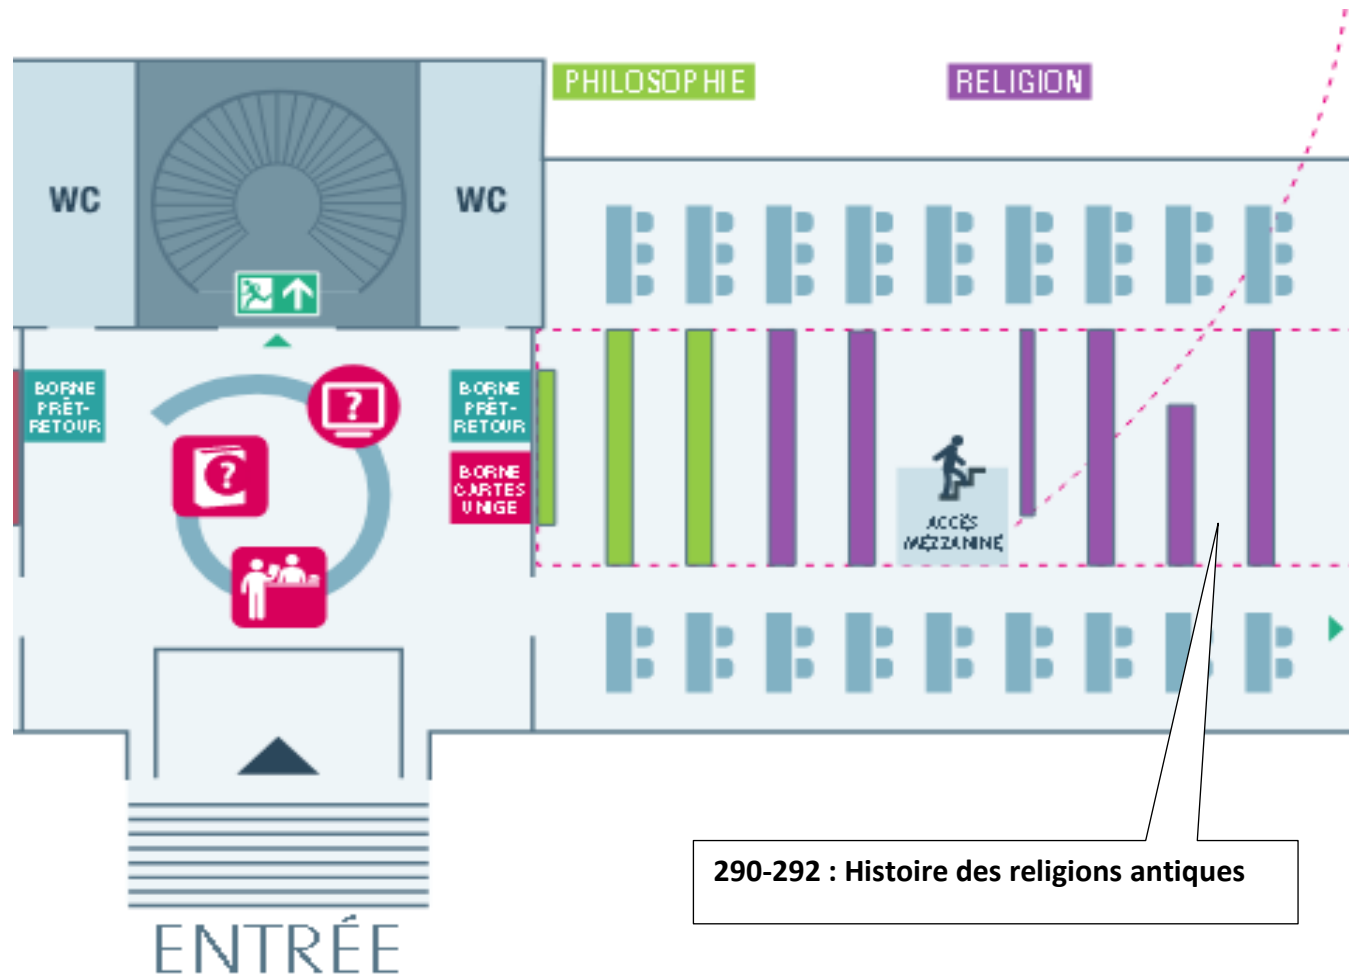 PHILOSOPHIE
RELIGION
WC
WC
BORNE
PRÊT-
RETOUR
?
?
BORNE
PRÊT-
RETOUR
BORNE
CARTES
UNIGE
ACCÈS
MEZZANINE
290-292 : Histoire des religions antiques
ENTRÉE